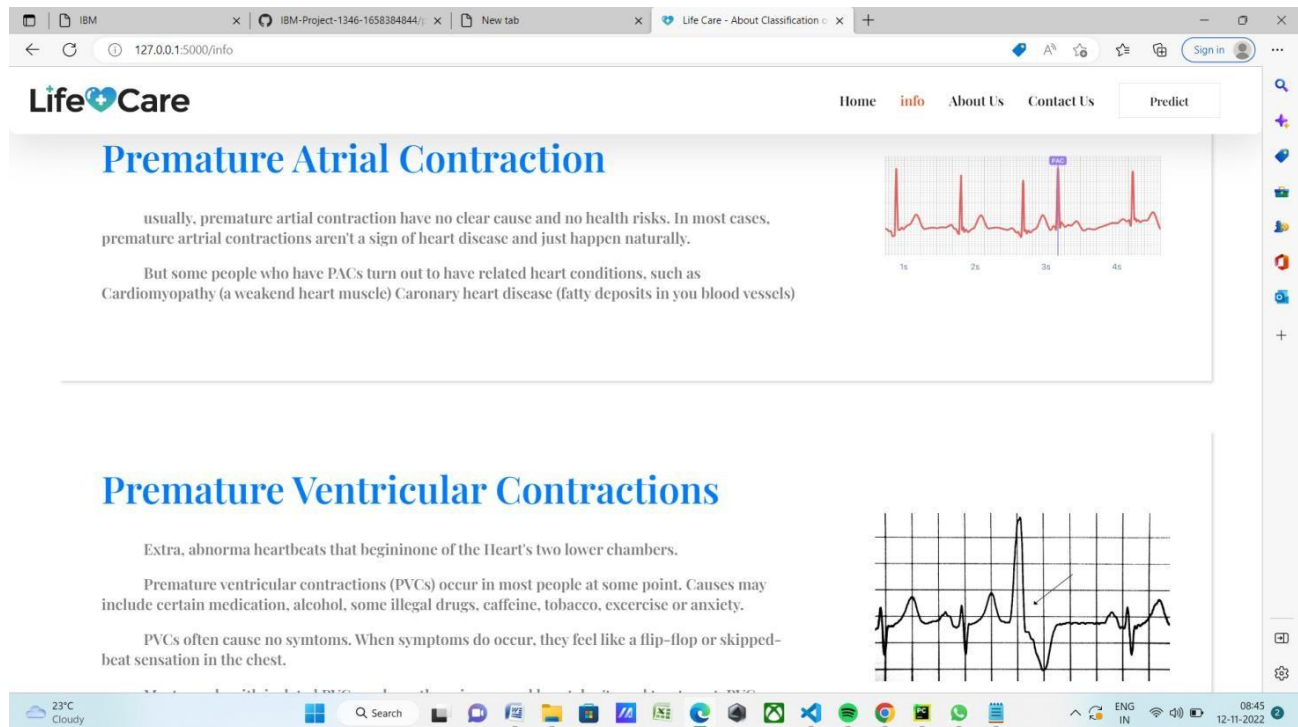 IBM
IBM-Project-1346-1658384844/
New tab
Life Care - About Classification o
127.0.0.1:5000/info
Sign in
Life Care
Home info About Us Contact Us Predict
Premature Atrial Contraction
usually, premature artial contraction have no clear cause and no health risks. In most cases,
premature artrial contractions aren't a sign of heart disease and just happen naturally.
But some people who have PACs turn out to have related heart conditions, such as
Cardiomyopathy (a weakend heart muscle) Caronary heart disease (fatty deposits in you blood vessels)
PAC
1s 2s 3s 4s
Premature Ventricular Contractions
Extra, abnorma heartbeats that begininone of the Heart's two lower chambers.
Premature ventricular contractions (PVCs) occur in most people at some point. Causes may
include certain medication, alcohol, some illegal drugs, caffeine, tobacco, excercise or anxiety.
PVCs often cause no symtoms. When symptoms do occur, they feel like a flip-flop or skipped-
beat sensation in the chest.
23°C
Cloudy
Search
ENG
IN
08:45
12-11-2022
2